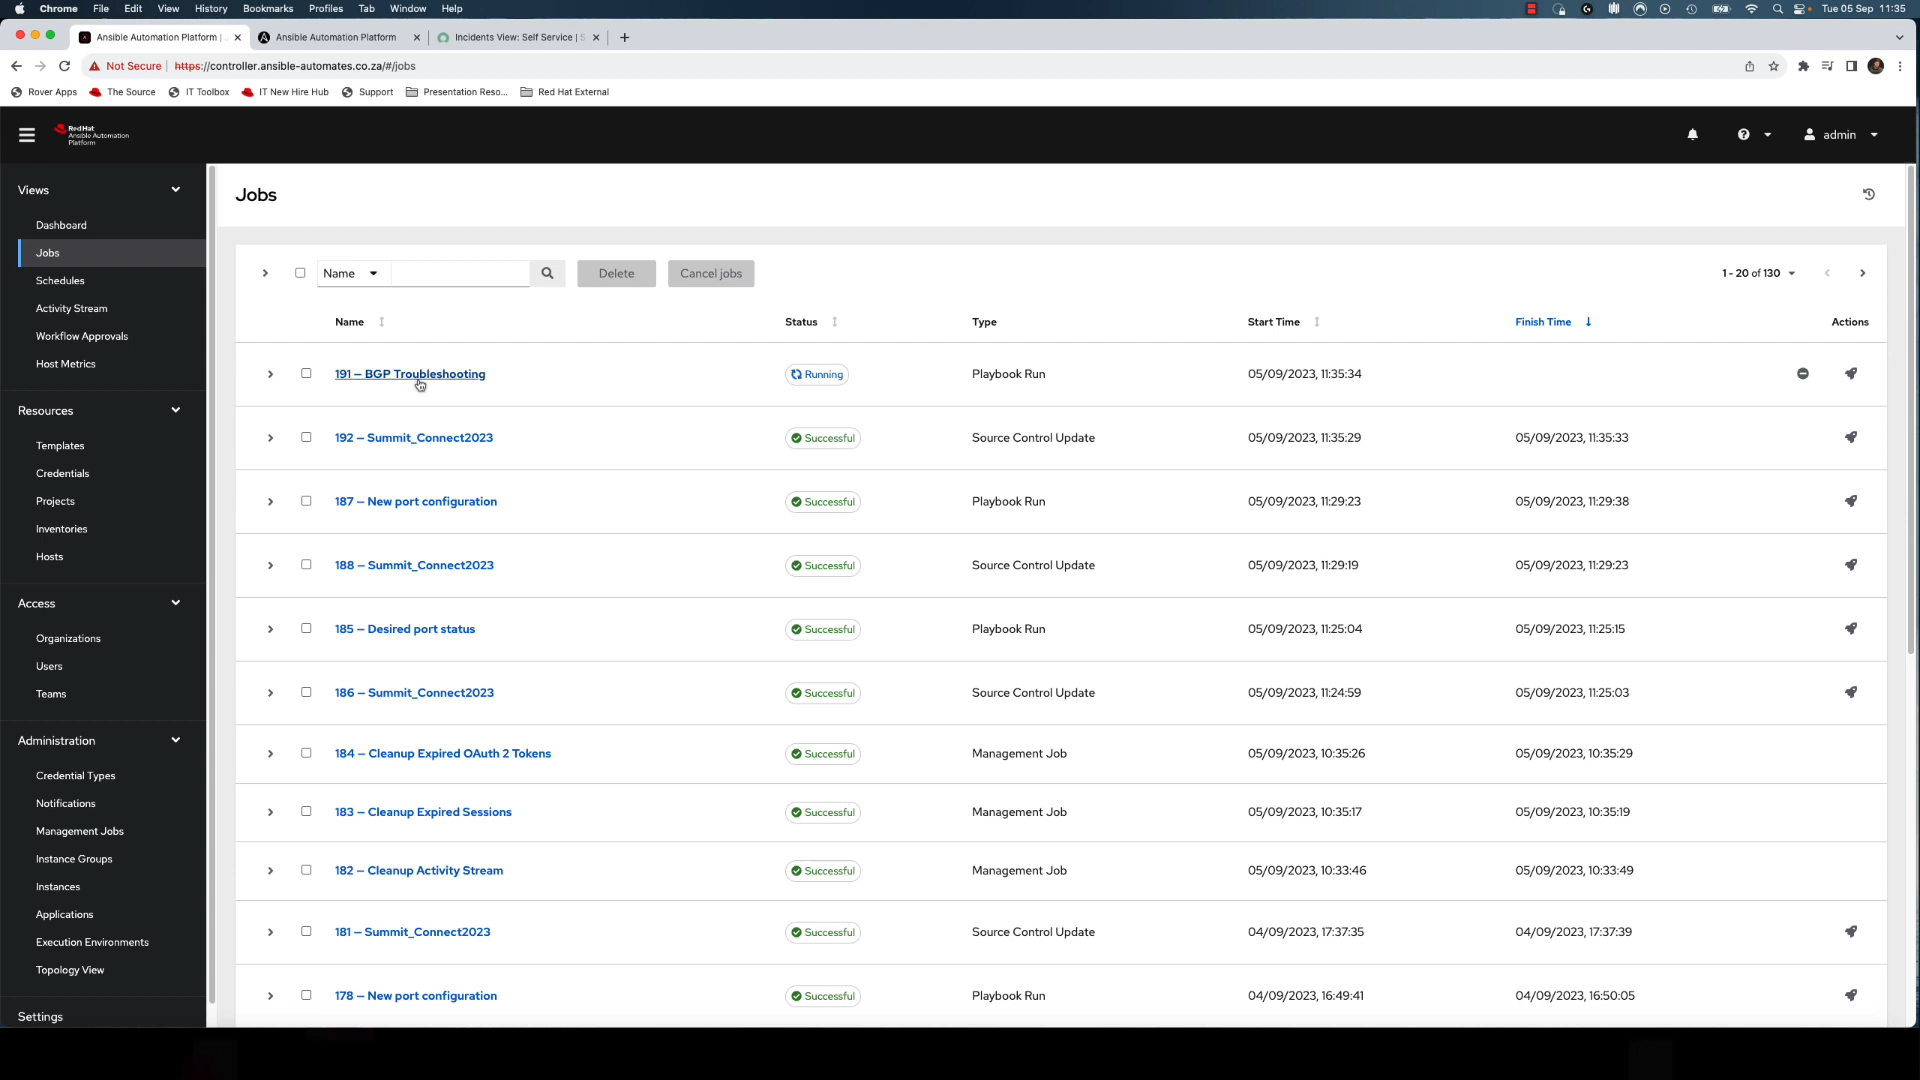 Chrome File Edit View History Bookmarks Profiles Tab Window Help Tue 05 Sep 11:35
Ansible Automation Platform | Ansible Automation Platform Incidents View: Self Service | S
Not Secure | https://controller.ansible-automates.co.za/#/jobs
Rover Apps The Source IT Toolbox IT New Hire Hub Support Presentation Reso... Red Hat External
Red Hat
Ansible Automation
Platform
admin
Views
Dashboard
Jobs
Schedules
Activity Stream
Workflow Approvals
Host Metrics
Resources
Templates
Credentials
Projects
Inventories
Hosts
Access
Organizations
Users
Teams
Administration
Credential Types
Notifications
Management Jobs
Instance Groups
Instances
Applications
Execution Environments
Topology View
Settings
Jobs
Name Delete Cancel jobs 1 - 20 of 130
Name Status Type Start Time Finish Time Actions
191 – BGP Troubleshooting Running Playbook Run 05/09/2023, 11:35:34
192 – Summit_Connect2023 Successful Source Control Update 05/09/2023, 11:35:29 05/09/2023, 11:35:33
187 – New port configuration Successful Playbook Run 05/09/2023, 11:29:23 05/09/2023, 11:29:38
188 – Summit_Connect2023 Successful Source Control Update 05/09/2023, 11:29:19 05/09/2023, 11:29:23
185 – Desired port status Successful Playbook Run 05/09/2023, 11:25:04 05/09/2023, 11:25:15
186 – Summit_Connect2023 Successful Source Control Update 05/09/2023, 11:24:59 05/09/2023, 11:25:03
184 – Cleanup Expired OAuth 2 Tokens Successful Management Job 05/09/2023, 10:35:26 05/09/2023, 10:35:29
183 – Cleanup Expired Sessions Successful Management Job 05/09/2023, 10:35:17 05/09/2023, 10:35:19
182 – Cleanup Activity Stream Successful Management Job 05/09/2023, 10:33:46 05/09/2023, 10:33:49
181 – Summit_Connect2023 Successful Source Control Update 04/09/2023, 17:37:35 04/09/2023, 17:37:39
178 – New port configuration Successful Playbook Run 04/09/2023, 16:49:41 04/09/2023, 16:50:05